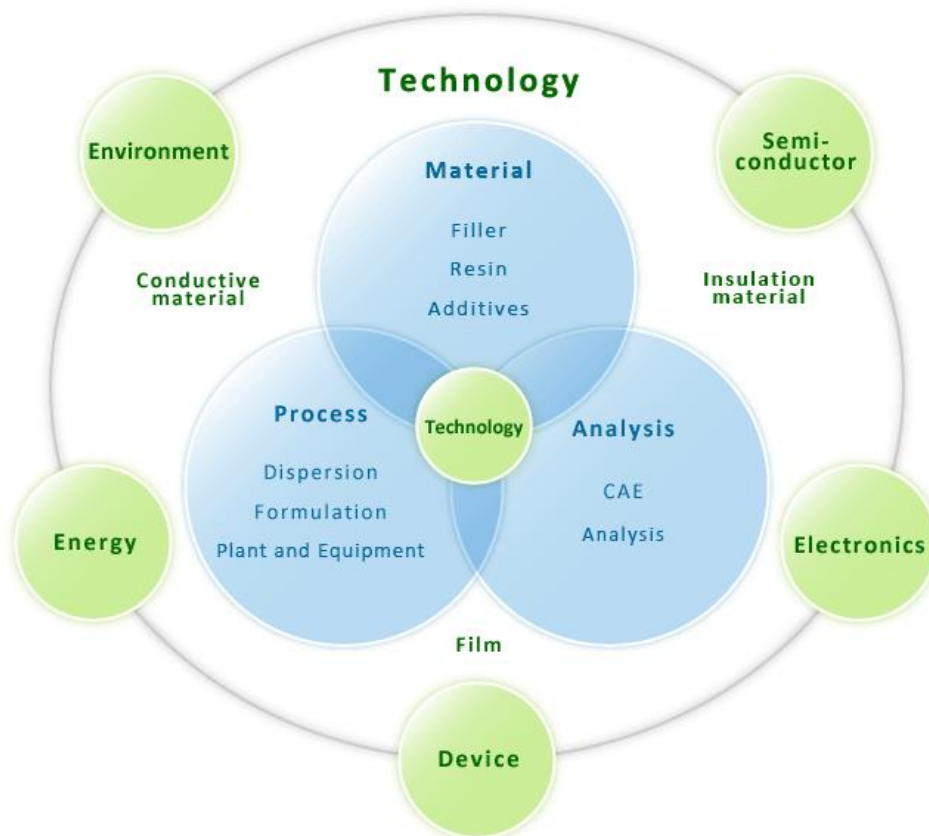 Technology
Environment
Semi-
conductor
Material
Filler
Resin
Additives
Conductive
material
Insulation
material
Process
Dispersion
Formulation
Plant and Equipment
Technology
Analysis
CAE
Analysis
Energy
Electronics
Film
Device